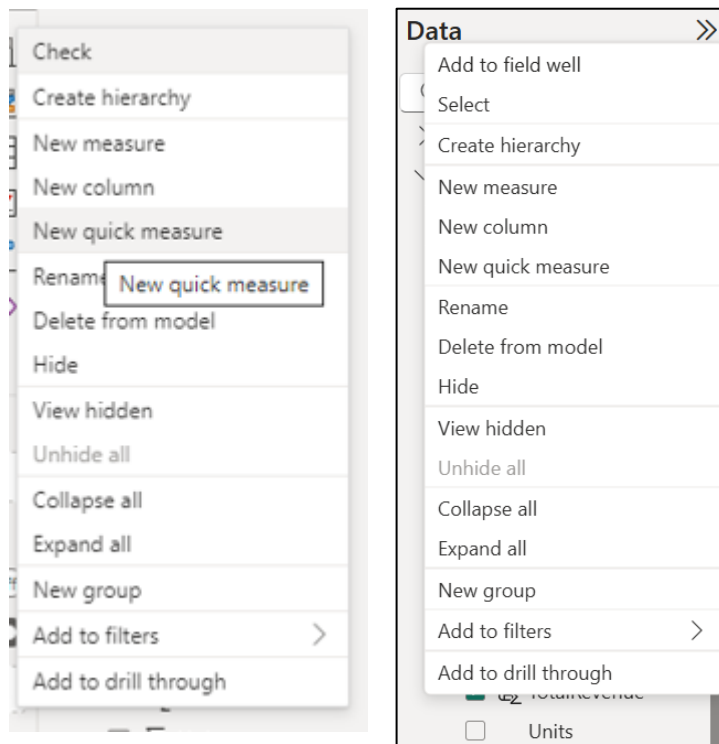 Check
Create hierarchy
New measure
New column
New quick measure
Rename
New quick measure
Delete from model
Hide
View hidden
Unhide all
Collapse all
Expand all
New group
Add to filters
Add to drill through
Data
Add to field well
Select
Create hierarchy
New measure
New column
New quick measure
Rename
Delete from model
Hide
View hidden
Unhide all
Collapse all
Expand all
New group
Add to filters
Add to drill through
TotalRevenue
Units